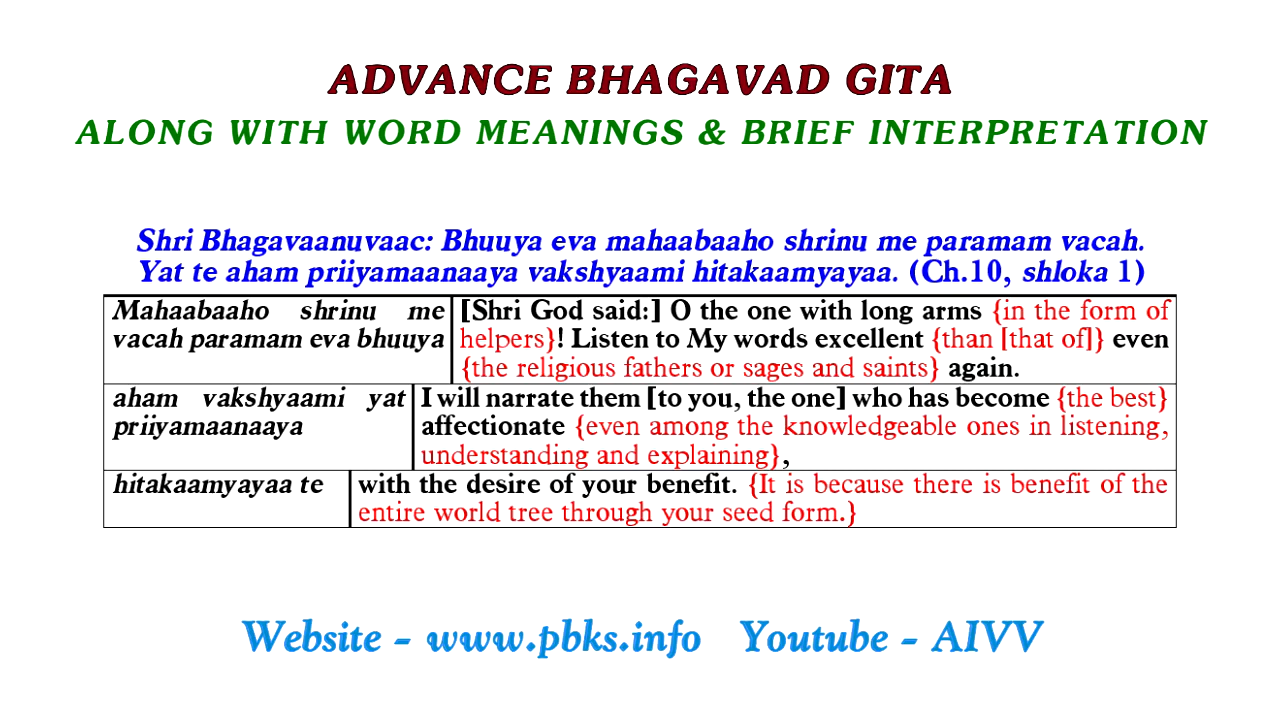 ADVANCE BHAGAVAD GITA
ALONG WITH WORD MEANINGS & BRIEF INTERPRETATION
Shri Bhagavaanuvaac: Bhuuya eva mahaabaaho shrinu me paramam vacah.
Yat te aham priiyamaanaaya vakshyaami hitakaamyayaa. (Ch.10, shloka 1)
Mahaabaaho shrinu me
vacah paramam eva bhuuya
[Shri God said:] O the one with long arms {in the form of
helpers}! Listen to My words excellent {than [that of]} even
{the religious fathers or sages and saints} again.
aham vakshyaami yat
priiyamaanaaya
I will narrate them [to you, the one] who has become {the best}
affectionate {even among the knowledgeable ones in listening,
understanding and explaining},
hitakaamyayaa te
with the desire of your benefit. {It is because there is benefit of the
entire world tree through your seed form.}
Website - www.pbks.info Youtube - AIVV